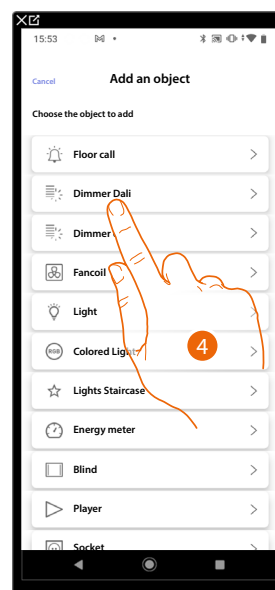 15:53
Cancel
Add an object
Choose the object to add
Floor call
Dimmer Dali
Dimmer
Fancoil
Light
RGB
Colored Light
4
Lights Staircase
Energy meter
Blind
Player
Socket